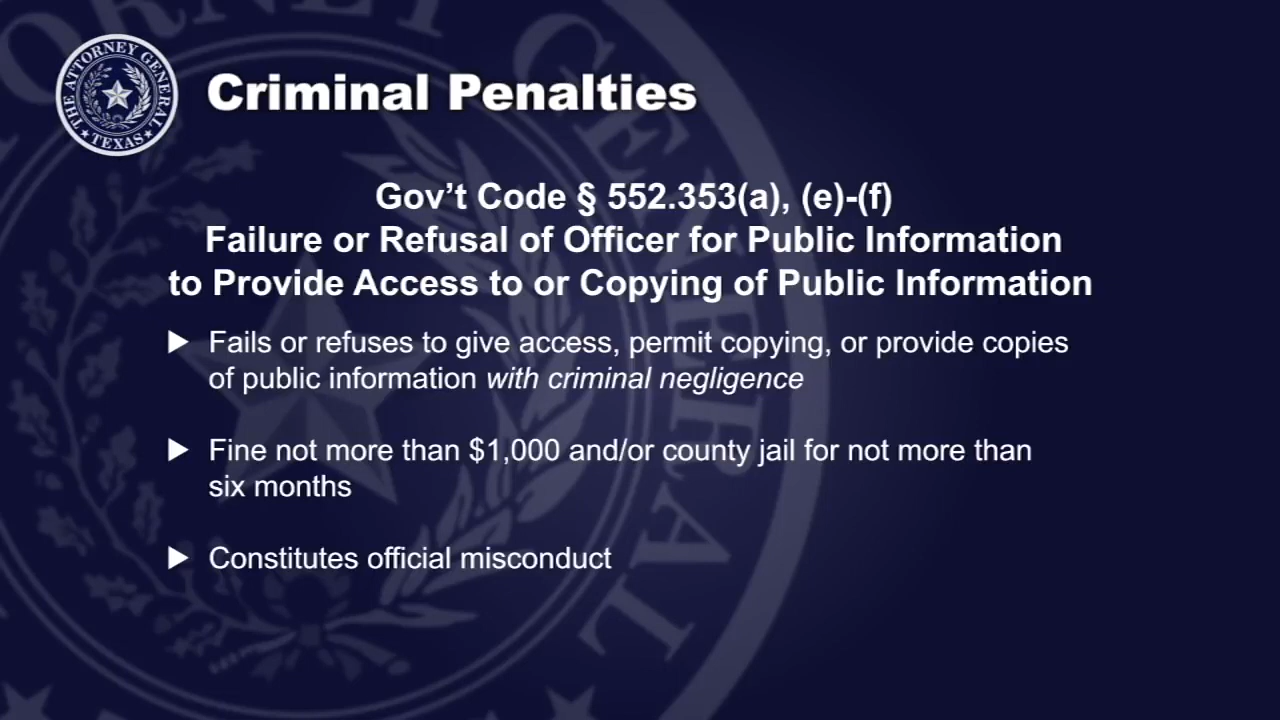 THE ATTORNEY GENERAL
TEXAS
Criminal Penalties
Gov’t Code § 552.353(a), (e)-(f)
Failure or Refusal of Officer for Public Information
to Provide Access to or Copying of Public Information
▶ Fails or refuses to give access, permit copying, or provide copies
of public information with criminal negligence
▶ Fine not more than $1,000 and/or county jail for not more than
six months
▶ Constitutes official misconduct